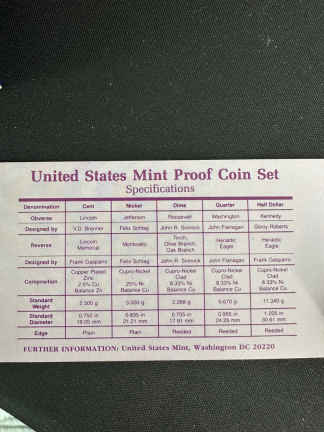 United States Mint Proof Coin Set
Specifications
Denomination Cent Nickel Dime Quarter Half Dollar
Obverse Lincoln Jefferson Roosevelt Washington Kennedy
Designed by V.D. Brenner Felix Schlag John R. Sinnock John Flanagan Gilroy Roberts
Reverse Lincoln Memorial Monticello Torch, Olive Branch, Oak Branch Heraldic Eagle Heraldic Eagle
Designed by Frank Gasparro Felix Schlag John R. Sinnock John Flanagan Frank Gasparro
Composition Copper Plated Zinc 2.5% Cu Balance Zn Cupro-Nickel 25% Ni Balance Cu Cupro-Nickel Clad 8.33% Ni Balance Cu Cupro-Nickel Clad 8.33% Ni Balance Cu Cupro-Nickel Clad 8.33% Ni Balance Cu
Standard Weight 2.500 g 5.000 g 2.268 g 5.670 g 11.340 g
Standard Diameter 0.750 in 19.05 mm 0.835 in 21.21 mm 0.705 in 17.91 mm 0.955 in 24.26 mm 1.205 in 30.61 mm
Edge Plain Plain Reeded Reeded Reeded
FURTHER INFORMATION: United States Mint, Washington DC 20220